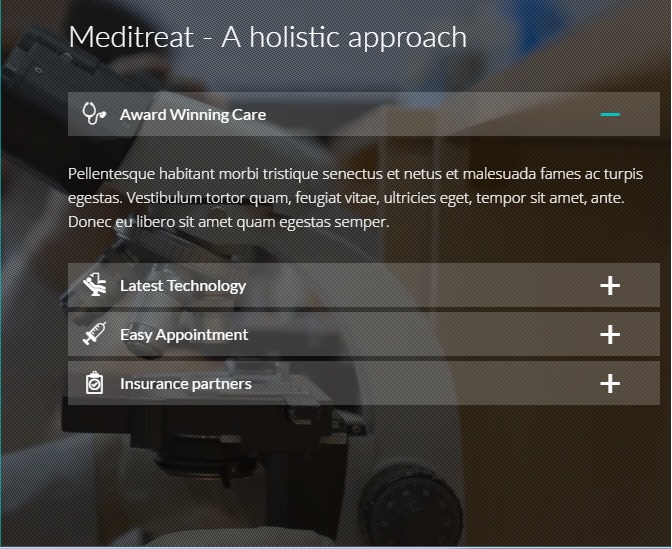 Meditreat - A holistic approach
Award Winning Care
Pellentesque habitant morbi tristique senectus et netus et malesuada fames ac turpis
egestas. Vestibulum tortor quam, feugiat vitae, ultricies eget, tempor sit amet, ante.
Donec eu libero sit amet quam egestas semper.
Latest Technology
Easy Appointment
Insurance partners